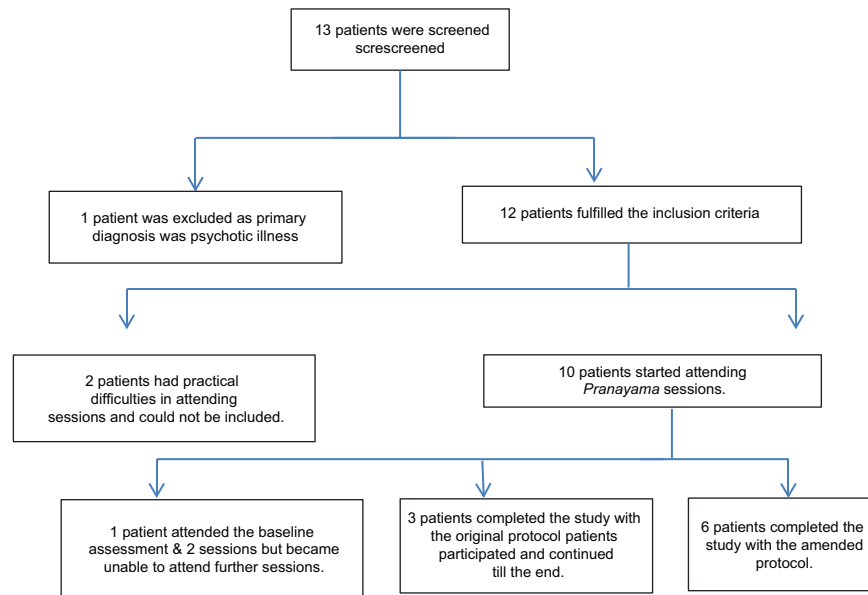 13 patients were screened
screscreened
1 patient was excluded as primary
diagnosis was psychotic illness
12 patients fulfilled the inclusion criteria
2 patients had practical
difficulties in attending
sessions and could not be included.
10 patients started attending
Pranayama sessions.
1 patient attended the baseline
assessment & 2 sessions but became
unable to attend further sessions.
3 patients completed the study with
the original protocol patients
participated and continued
till the end.
6 patients completed the
study with the amended
protocol.